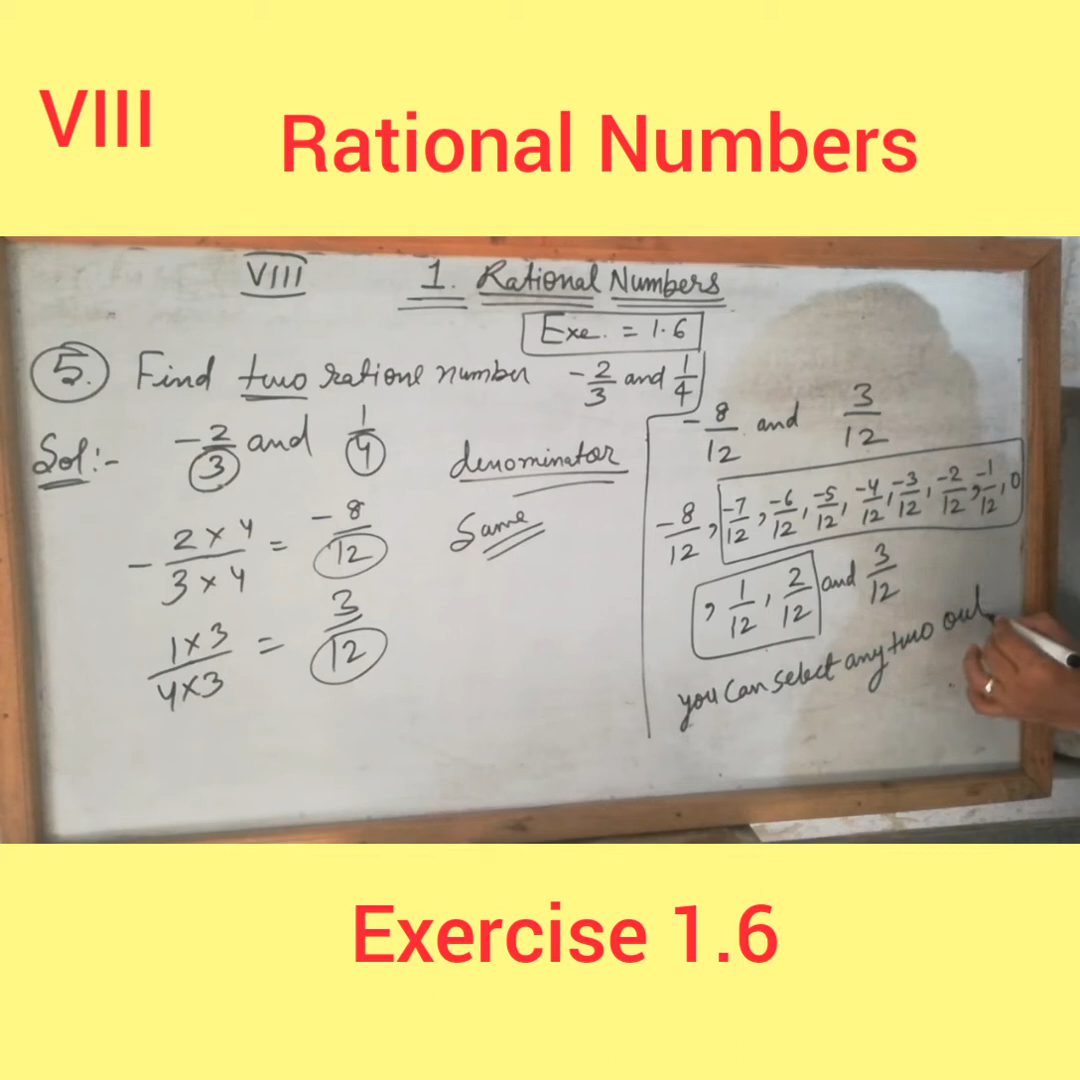 VIII
Rational Numbers
VIII 1. Rational Numbers
Exe. = 1.6
5. Find two ratione number -2/3 and 1/4
Sol:- -2/3 and 1/4
denominator
Same
- 2×4/3×4 = -8/12
1×3/4×3 = 3/12
-8/12 and 3/12
-8/12, -7/12, -6/12, -5/12, -4/12, -3/12, -2/12, -1/12, 0
, 1/12, 2/12 and 3/12
you can select any two out
Exercise 1.6